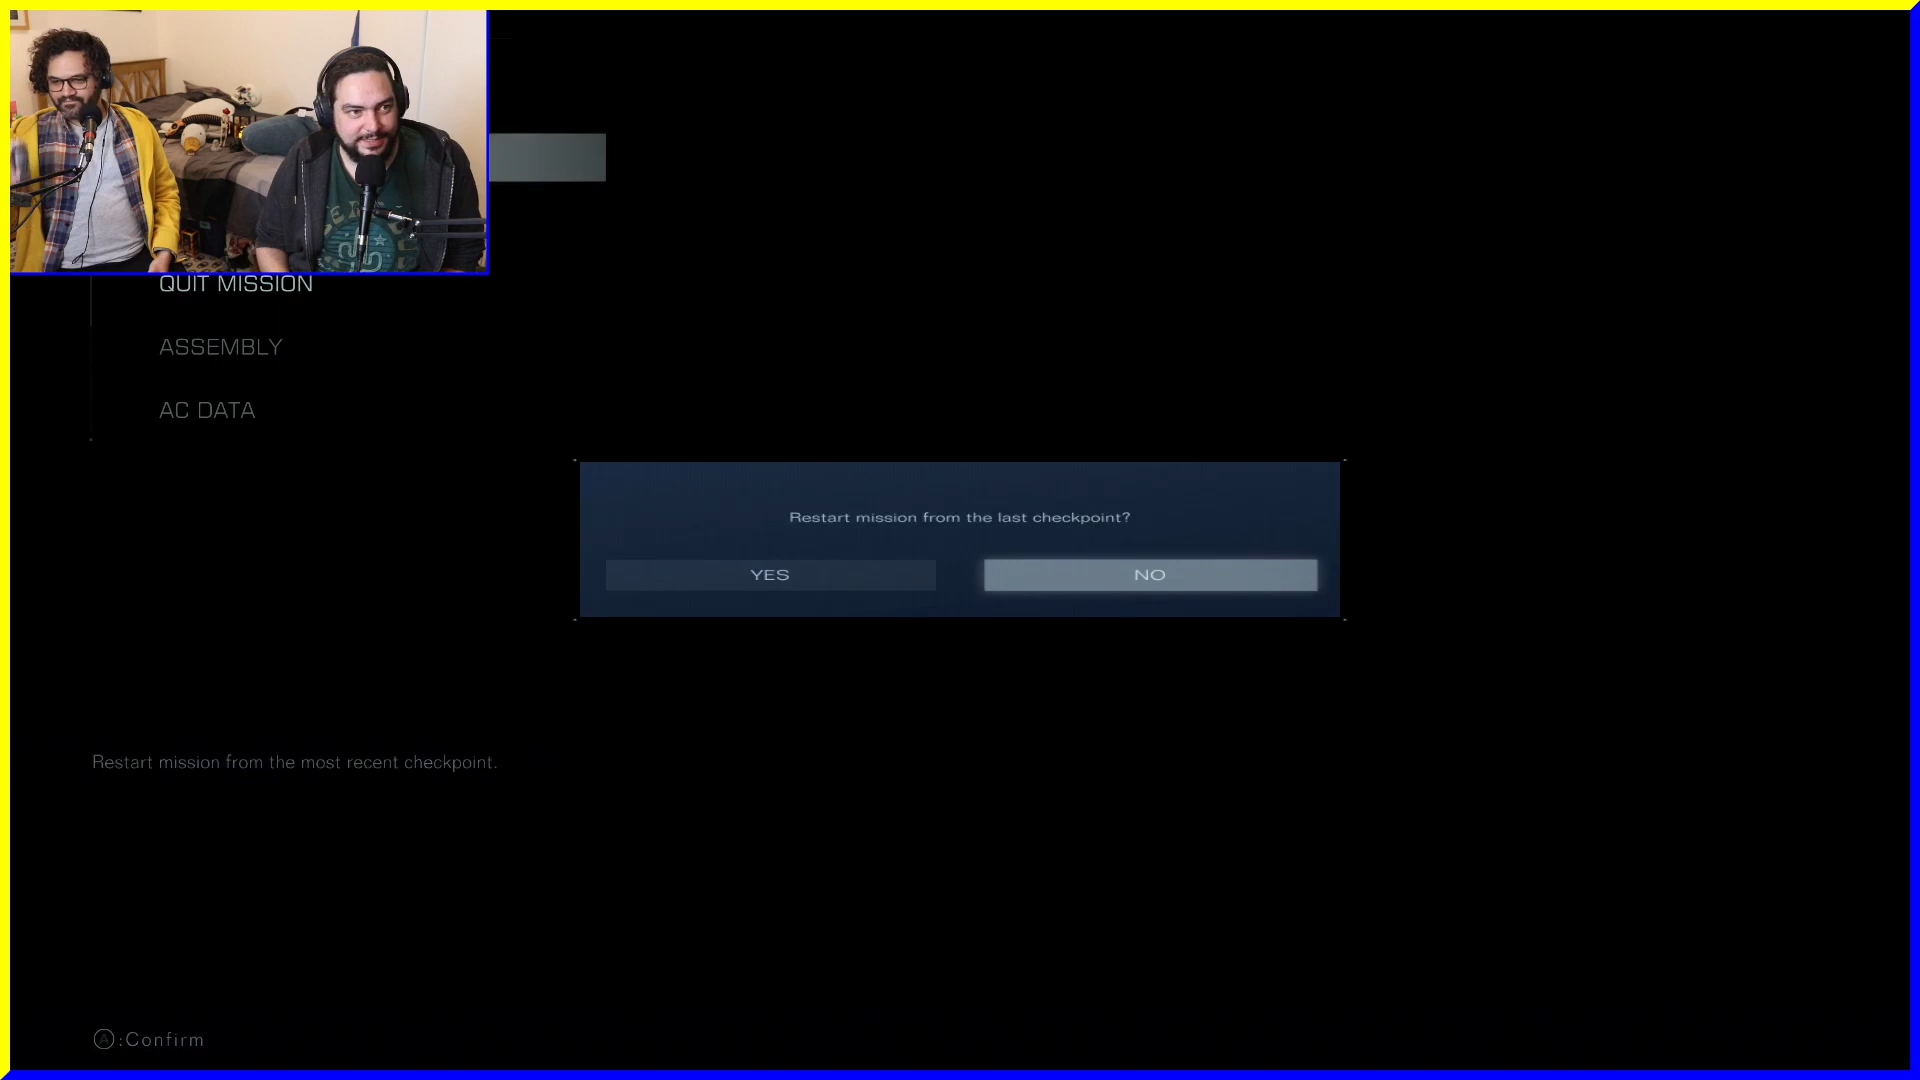 QUIT MISSION
ASSEMBLY
AC DATA
Restart mission from the last checkpoint?
YES
NO
Restart mission from the most recent checkpoint.
A:Confirm